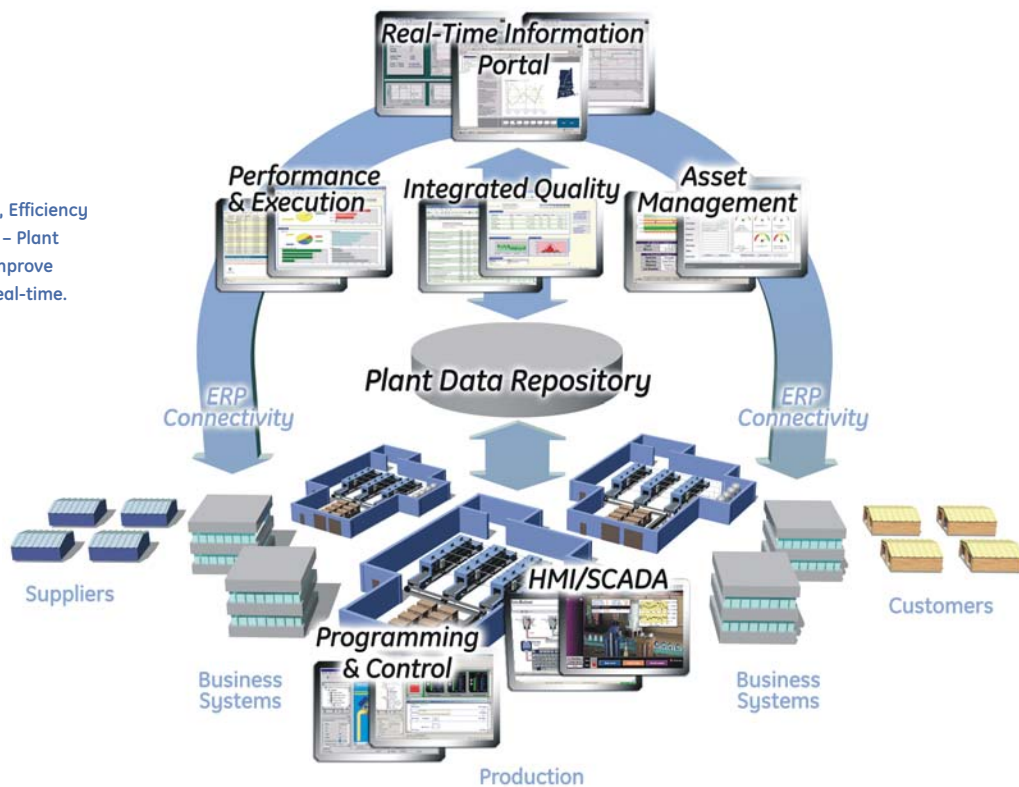 Real-Time Information
Portal
Performance
& Execution
Integrated Quality
Asset
Management
, Efficiency
– Plant
mprove
eal-time.
Plant Data Repository
ERP
Connectivity
ERP
Connectivity
Suppliers
HMI/SCADA
Customers
Programming
& Control
Business
Systems
Business
Systems
Production